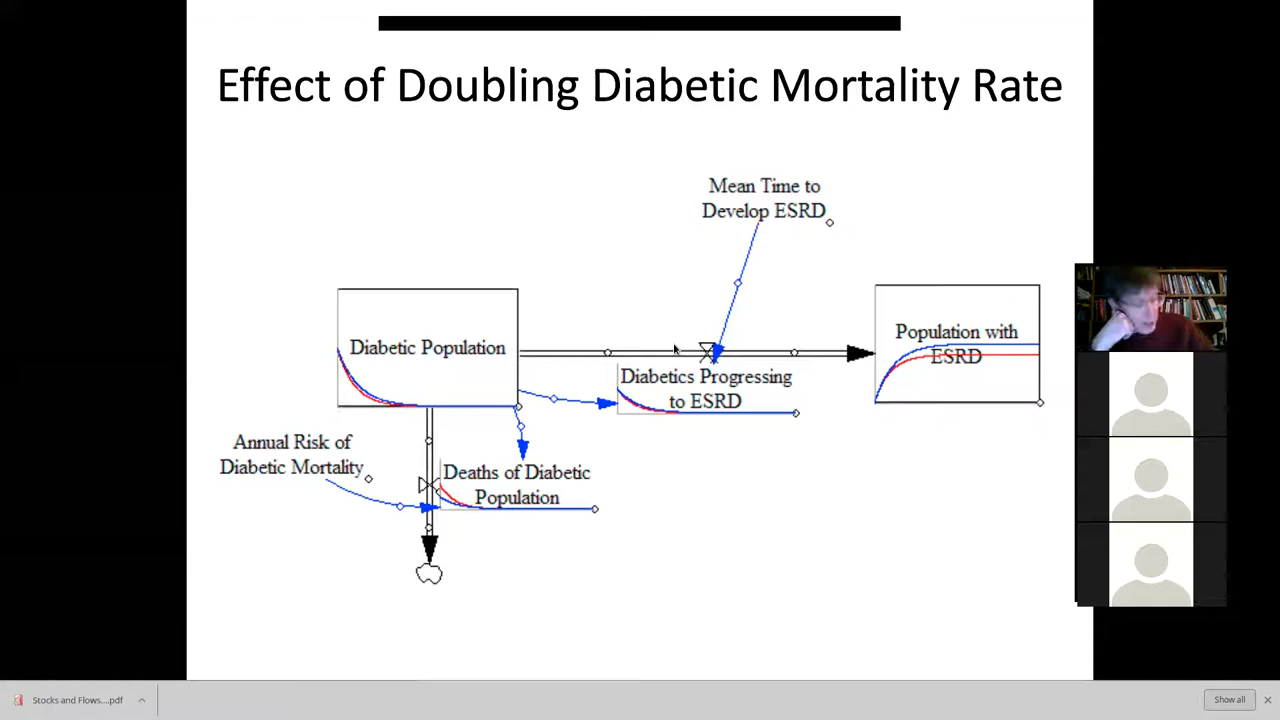 Effect of Doubling Diabetic Mortality Rate
Mean Time to
Develop ESRD
Diabetic Population
Population with
ESRD
Diabetics Progressing
to ESRD
Annual Risk of
Diabetic Mortality
Deaths of Diabetic
Population
Stocks and Flows....pdf
Show all